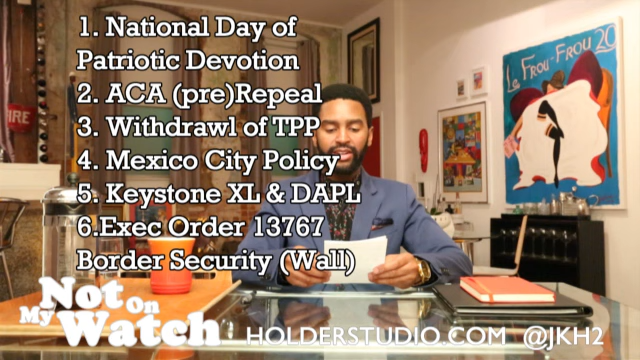 1. National Day of
Patriotic Devotion
2. ACA (pre)Repeal
3. Withdrawl of TPP
4. Mexico City Policy
5. Keystone XL & DAPL
6.Exec Order 13767
Border Security (Wall)
Not On
My Watch
HOLDERSTUDIO.COM @JKH2
La Frou-Frou 20